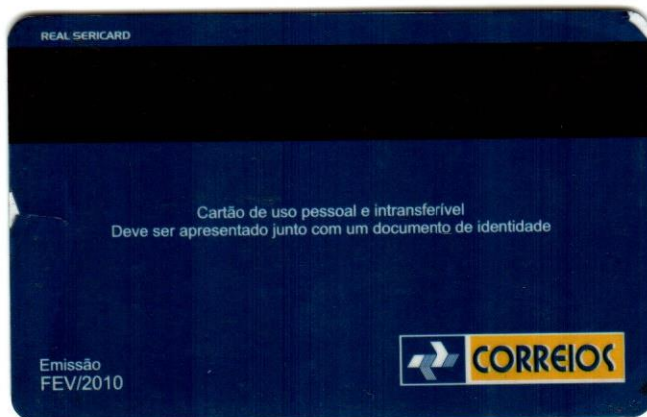 REAL SERICARD
Cartão de uso pessoal e intransferível
Deve ser apresentado junto com um documento de identidade
Emissão
FEV/2010
CORREIOS